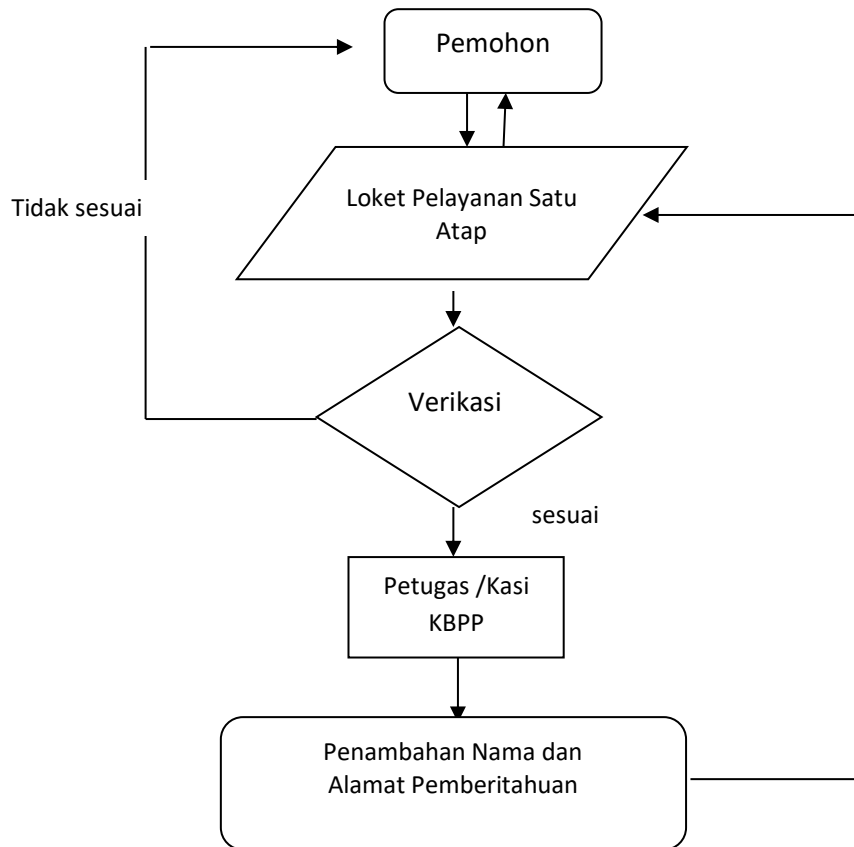 Pemohon
Loket Pelayanan Satu
Atap
Tidak sesuai
Verikasi
sesuai
Petugas /Kasi
KBPP
Penambahan Nama dan
Alamat Pemberitahuan